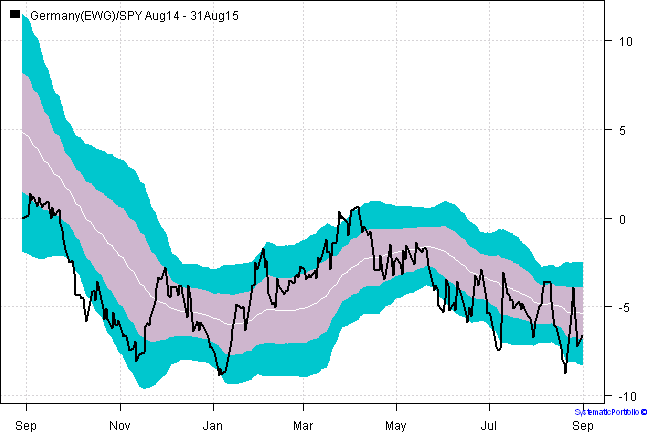 Germany(EWG)/SPY Aug14 - 31Aug15
10
5
0
-5
-10
Sep Nov Jan Mar May Jul Sep
SystematicPortfolio ©